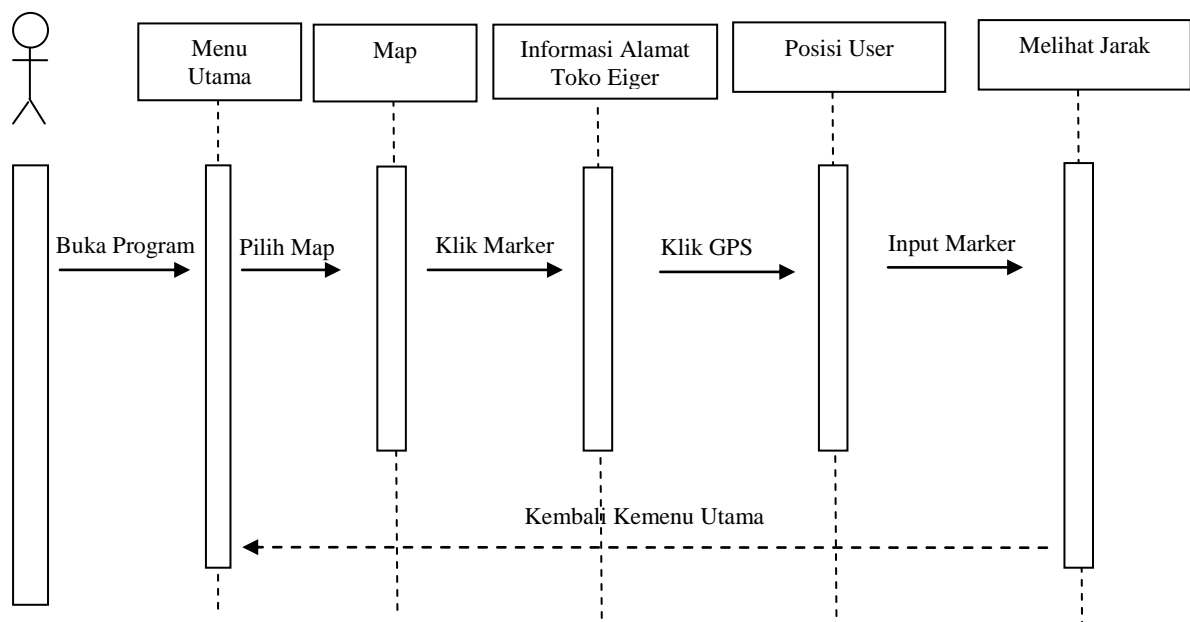 Menu
Utama
Map
Informasi Alamat
Toko Eiger
Posisi User
Melihat Jarak
Buka Program
Pilih Map
Klik Marker
Klik GPS
Input Marker
Kembali Kemenu Utama